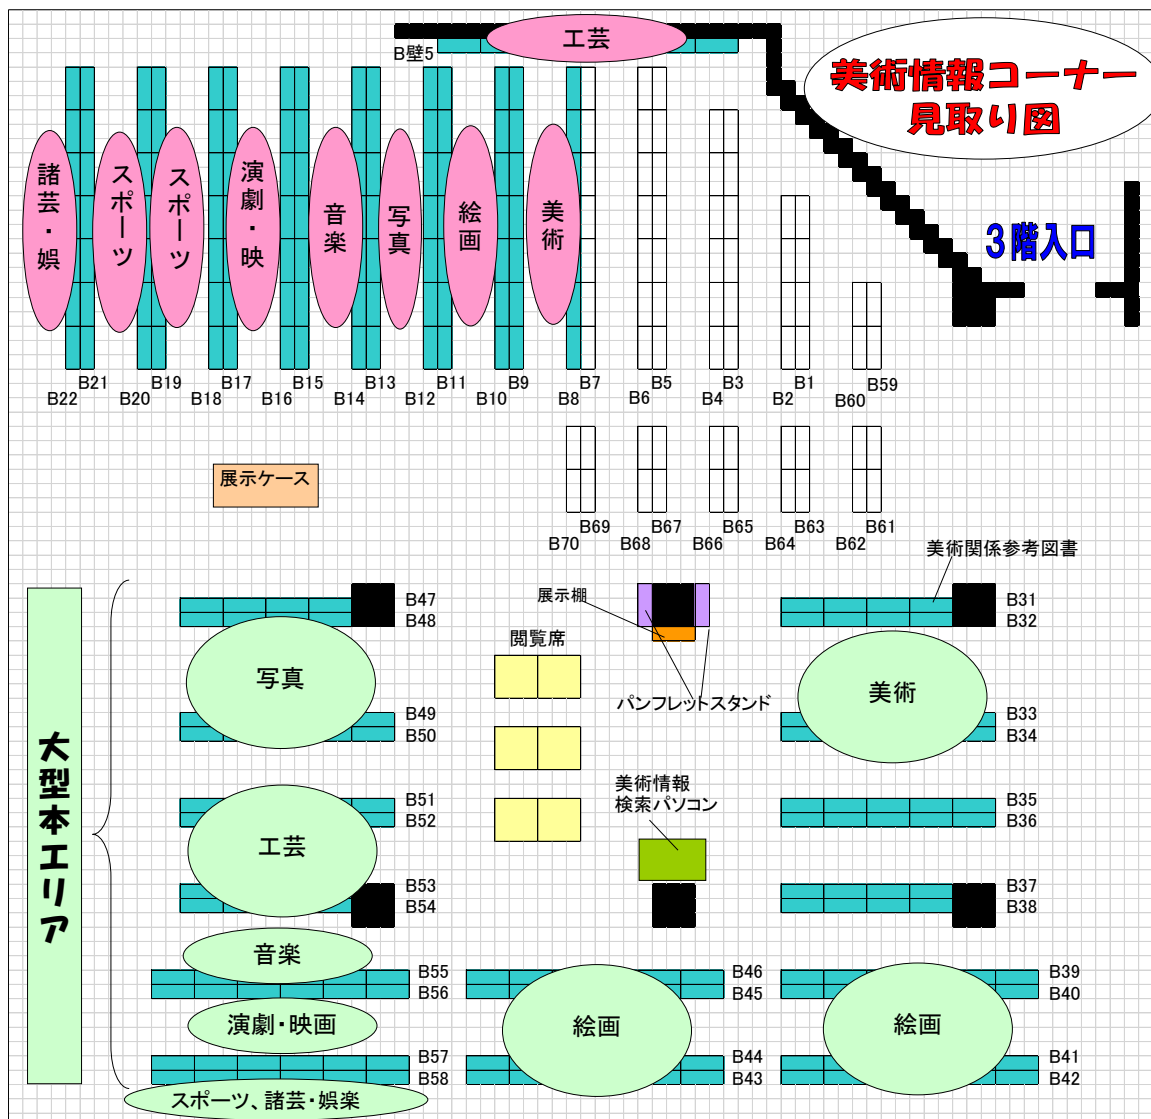 工芸
B壁5
美術情報コーナー
見取り図
３階入口
諸芸・娯
スポーツ
スポーツ
演劇・映
音楽
写真
絵画
美術
B21
B19
B17
B15
B13
B11
B9
B7
B5
B3
B1
B59
B22
B20
B18
B16
B14
B12
B10
B8
B6
B4
B2
B60
展示ケース
B69
B67
B65
B63
B61
B70
B68
B66
B64
B62
美術関係参考図書
大型本エリア
B47
B48
写真
B49
B50
B51
B52
工芸
B53
B54
音楽
B55
B56
演劇・映画
B57
B58
スポーツ、諸芸・娯楽
展示棚
閲覧席
パンフレットスタンド
美術情報
検索パソコン
B46
B45
絵画
B44
B43
B31
B32
美術
B33
B34
B35
B36
B37
B38
B39
B40
絵画
B41
B42